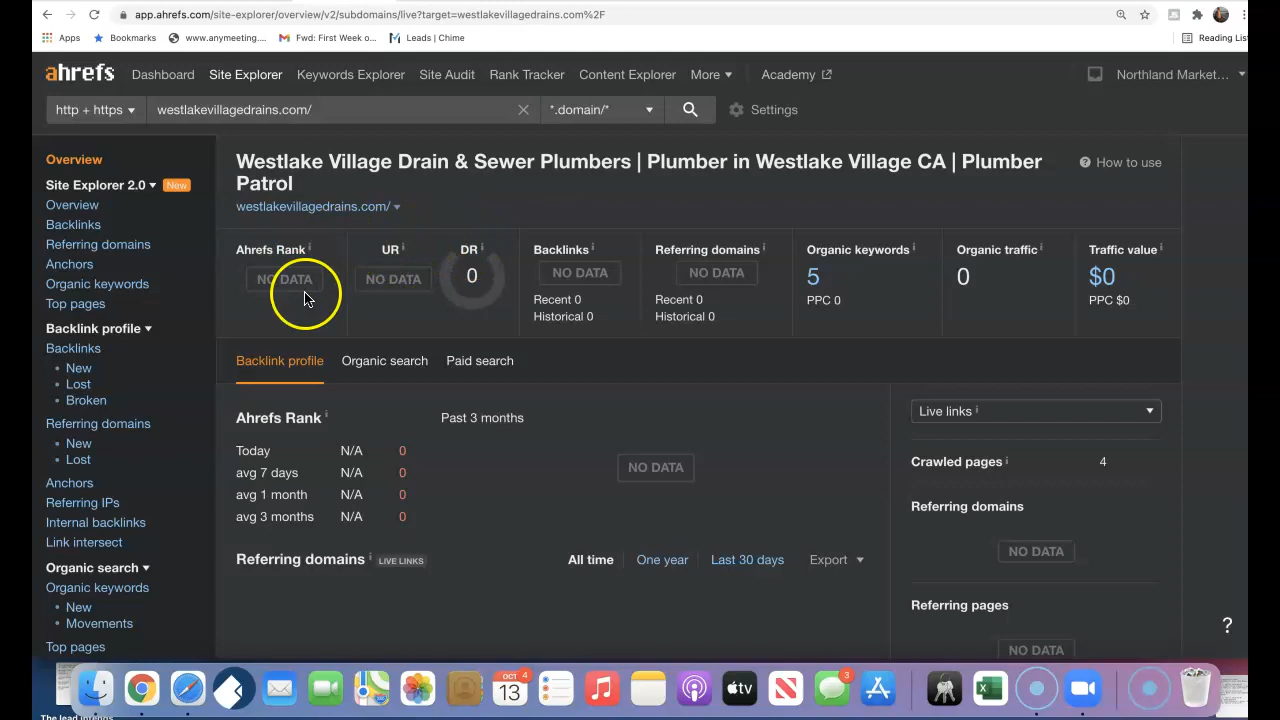 app.ahrefs.com/site-explorer/overview/v2/subdomains/live?target=westlakevillagedrains.com%2F
Apps Bookmarks www.anymeeting.... Fwd: First Week o... Leads | Chime Reading List
ahrefs Dashboard Site Explorer Keywords Explorer Site Audit Rank Tracker Content Explorer More Academy Northland Market...
http + https westlakevillagedrains.com/ *.domain/* Settings
Overview
Site Explorer 2.0 New
Overview
Backlinks
Referring domains
Anchors
Organic keywords
Top pages
Backlink profile
Backlinks
New
Lost
Broken
Referring domains
New
Lost
Anchors
Referring IPs
Internal backlinks
Link intersect
Organic search
Organic keywords
New
Movements
Top pages
Westlake Village Drain & Sewer Plumbers | Plumber in Westlake Village CA | Plumber
Patrol
How to use
westlakevillagedrains.com/
Ahrefs Rank UR DR Backlinks Referring domains Organic keywords Organic traffic Traffic value
NO DATA NO DATA 0 NO DATA NO DATA 5 0 $0
Recent 0 Recent 0 PPC 0 PPC $0
Historical 0 Historical 0
Backlink profile Organic search Paid search
Ahrefs Rank Past 3 months
Today N/A 0
avg 7 days N/A 0
avg 1 month N/A 0
avg 3 months N/A 0
NO DATA
Referring domains LIVE LINKS All time One year Last 30 days Export
Live links
Crawled pages 4
Referring domains
NO DATA
Referring pages
NO DATA
?
OCT 4
13
3
tv